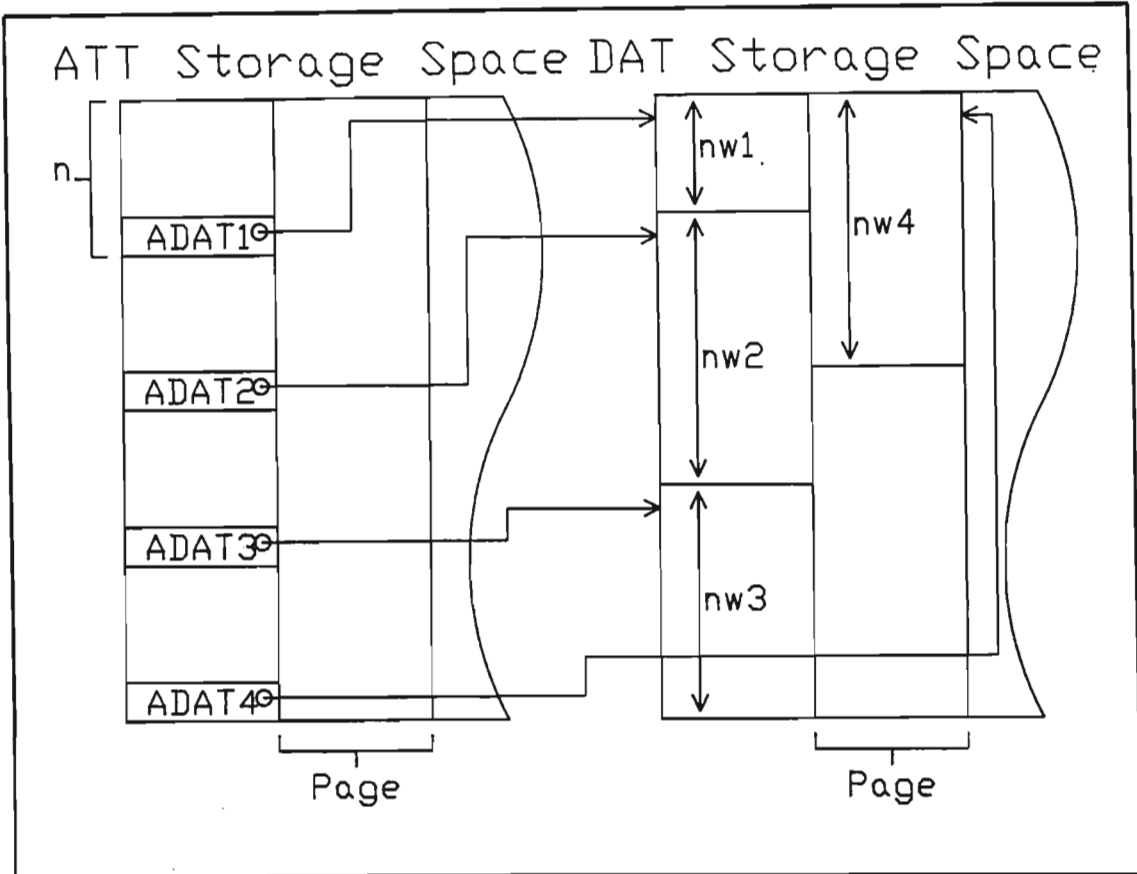 ATT Storage Space DAT Storage Space
n
nw1
ADAT1
nw4
nw2
ADAT2
ADAT3
nw3
ADAT4
Page
Page